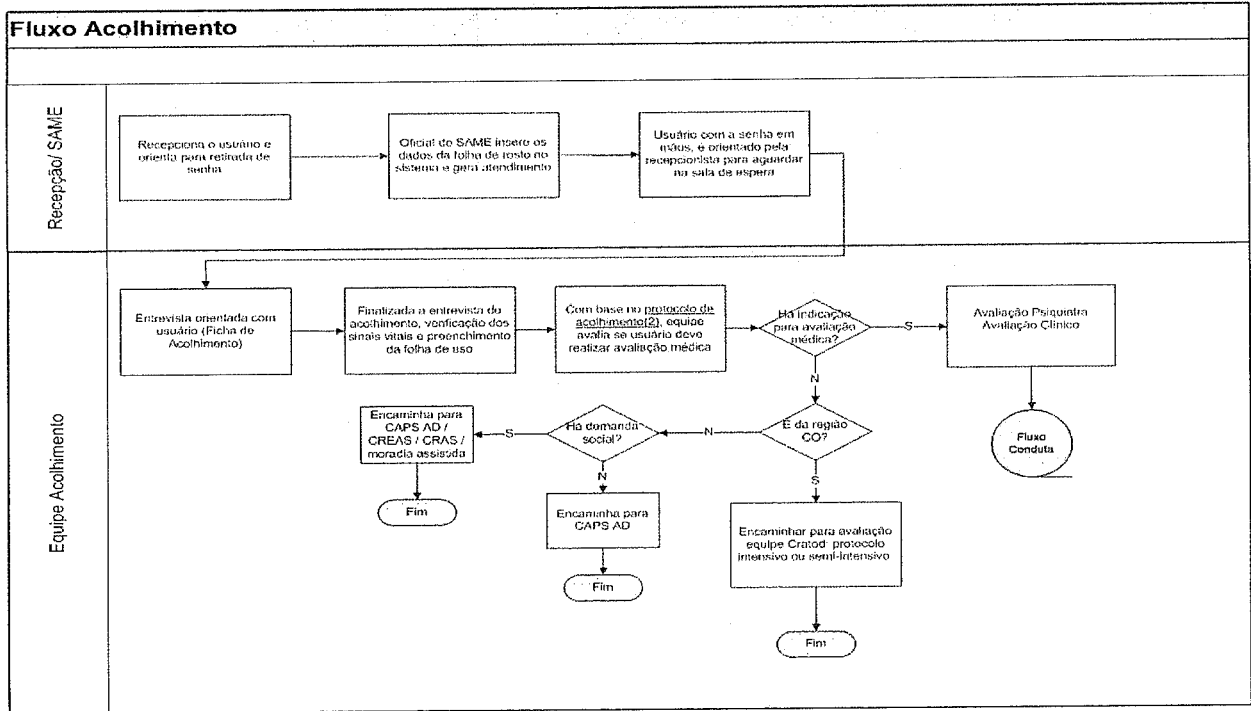 Fluxo Acolhimento
Recepção/ SAME
Recepciona o usuário e
orienta para retirada de
senha
Oficial do SAME insere os
dados da folha de rosto no
sistema e gera atendimento
Usuário com a senha em
mãos, é orientado pela
recepcionista para aguardar
na sala de espera
Equipe Acolhimento
Entrevista orientada com
usuário (Ficha de
Acolhimento)
Finalizada a entrevista do
acolhimento, verificação dos
sinais vitais e preenchimento
da folha de uso
Com base no protocolo de
acolhimento(2), equipe
avalia se usuário deve
realizar avaliação médica
Há indicação
para avaliação
médica?
S
Avaliação Psiquiatra
Avaliação Clínico
Fluxo
Conduta
N
É da região
CO?
N
Há demanda
social?
S
Encaminha para
CAPS AD /
CREAS / CRAS /
moradia assistida
Fim
N
Encaminha para
CAPS AD
Fim
S
Encaminhar para avaliação
equipe Cratod: protocolo
intensivo ou semi-intensivo
Fim